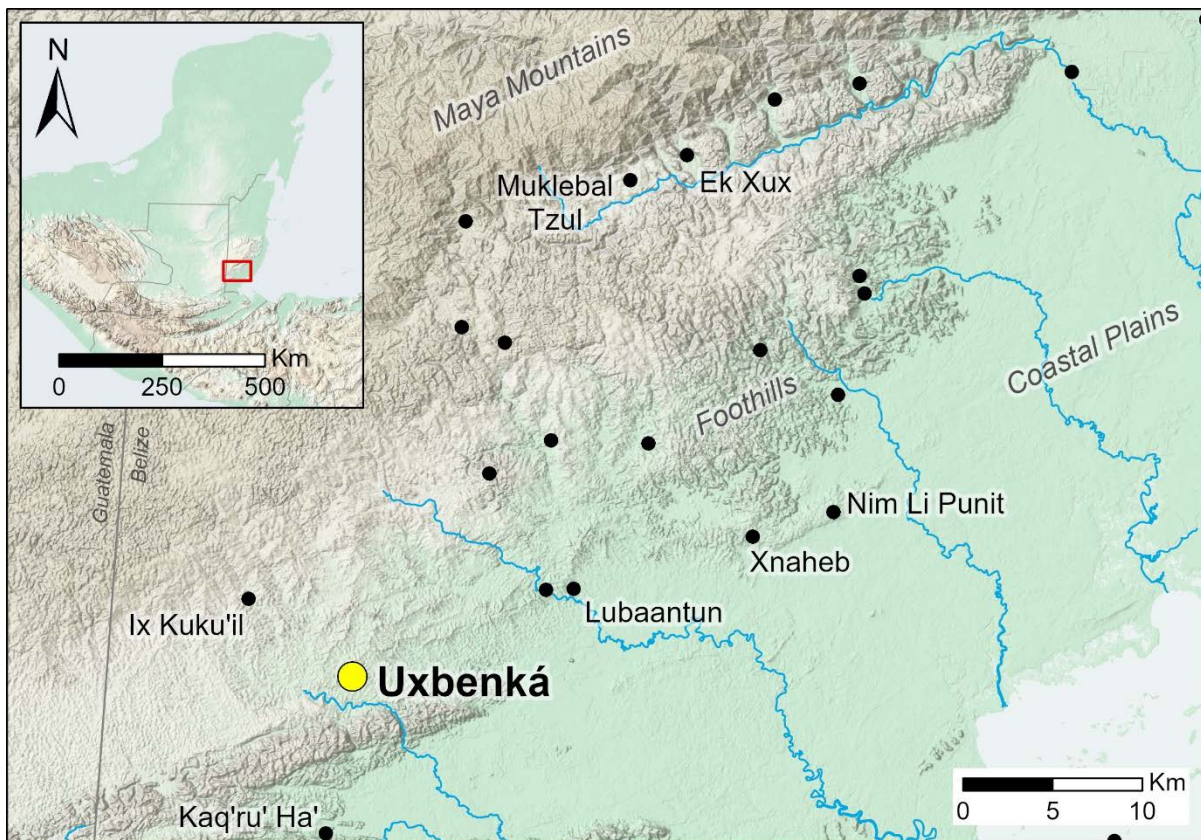 N
Km
0 250 500
Maya Mountains
Muklebal
Tzul
Ek Xux
Coastal Plains
Foothills
Guatemala
Belize
Nim Li Punit
Xnaheb
Lubaantun
Ix Kuku'il
Uxbenká
Kaq'ru' Ha'
Km
0 5 10